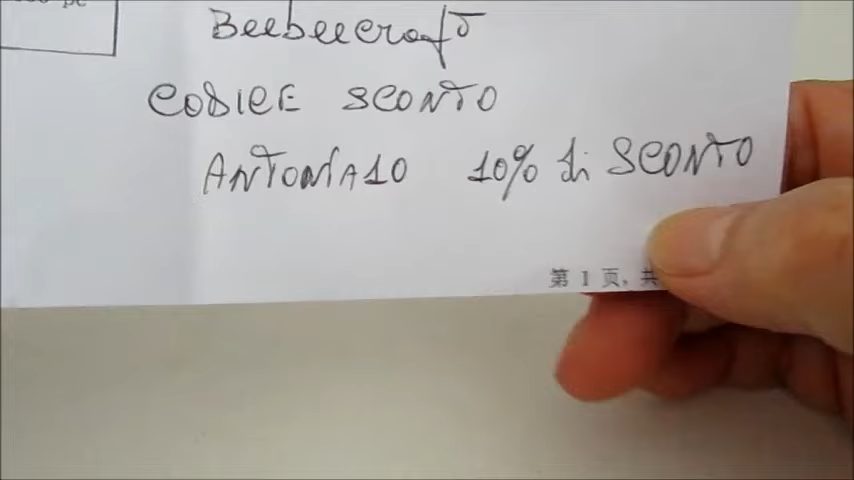 Beebeecraft
CODICE SCONTO
ANTONIA10 10% di SCONTO
第 1 页, 共